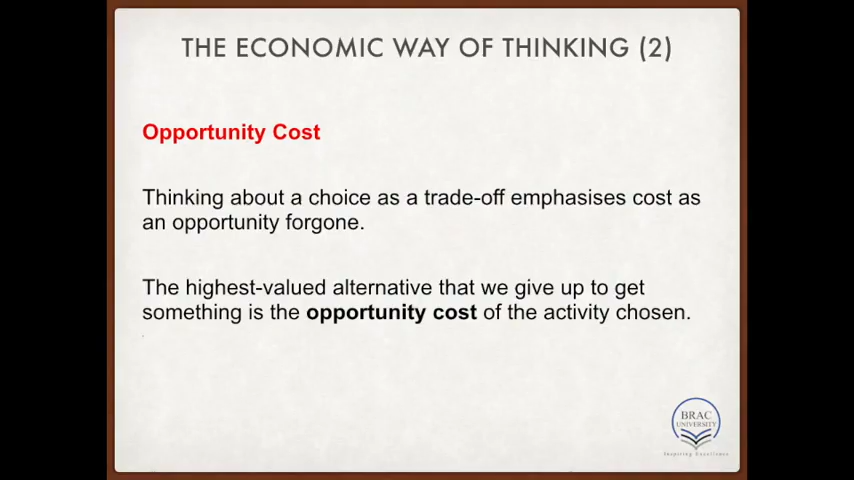 THE ECONOMIC WAY OF THINKING (2)
Opportunity Cost
Thinking about a choice as a trade-off emphasises cost as
an opportunity forgone.
The highest-valued alternative that we give up to get
something is the opportunity cost of the activity chosen.
BRAC
UNIVERSITY
Inspiring Excellence